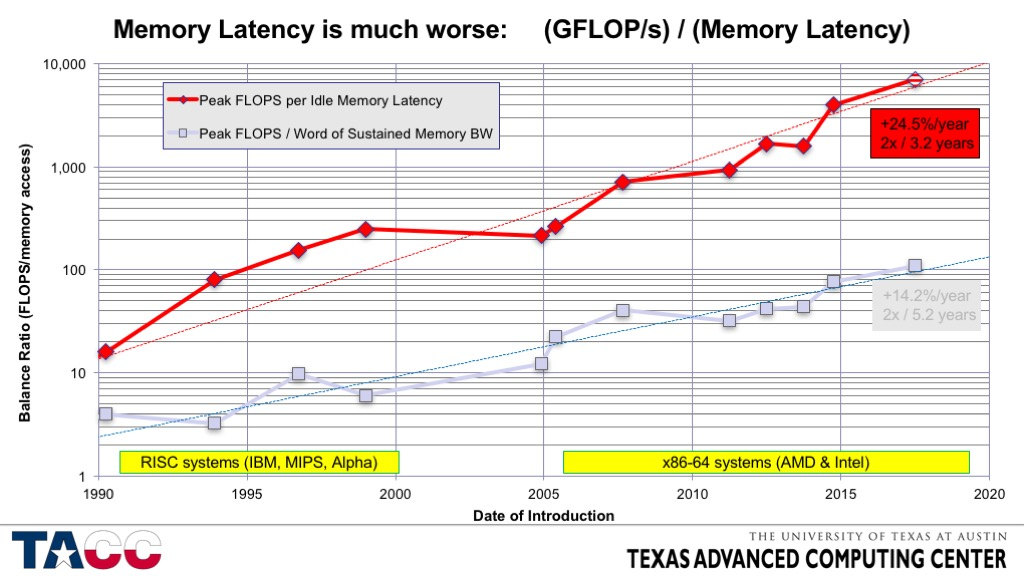 Memory Latency is much worse: (GFLOP/s) / (Memory Latency)
10,000
1,000
100
10
1
Balance Ratio (FLOPS/memory access)
Peak FLOPS per Idle Memory Latency
Peak FLOPS / Word of Sustained Memory BW
+24.5%/year
2x / 3.2 years
+14.2%/year
2x / 5.2 years
RISC systems (IBM, MIPS, Alpha)
x86-64 systems (AMD & Intel)
1990 1995 2000 2005 2010 2015 2020
Date of Introduction
TACC
THE UNIVERSITY OF TEXAS AT AUSTIN
TEXAS ADVANCED COMPUTING CENTER